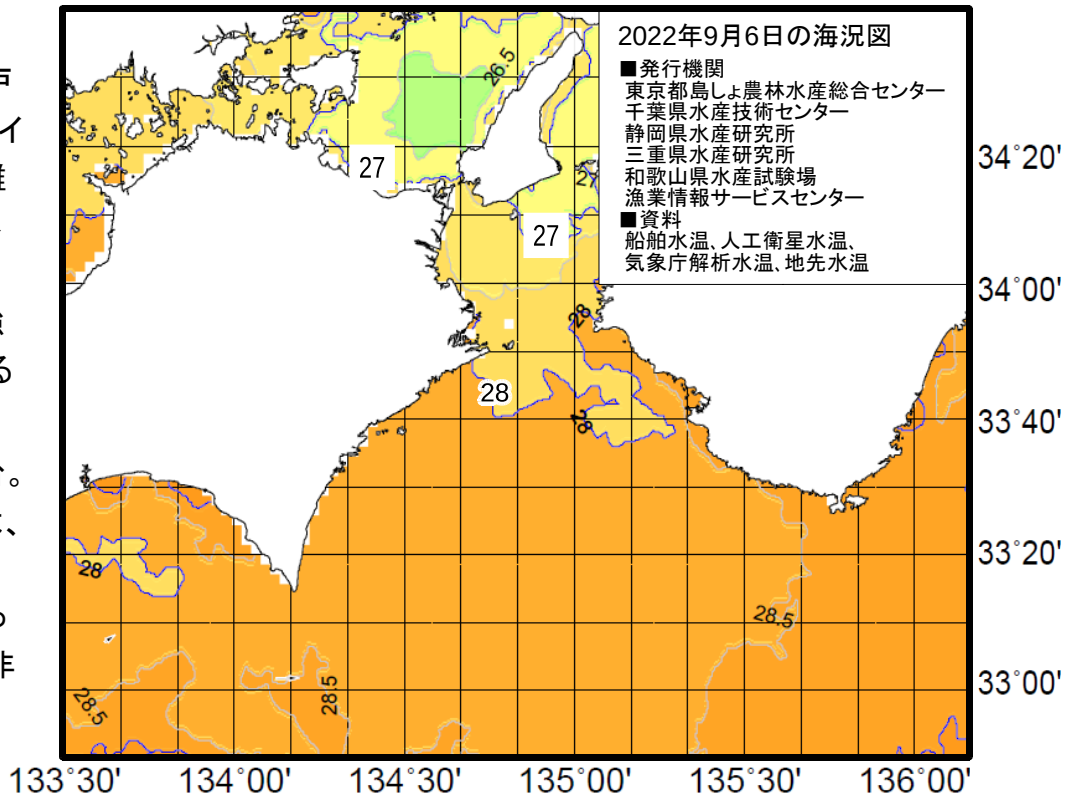 2022年9月6日の海況図
■発行機関
東京都島しょ農林水産総合センター
千葉県水産技術センター
静岡県水産研究所
三重県水産研究所
和歌山県水産試験場
漁業情報サービスセンター
■資料
船舶水温、人工衛星水温、
気象庁解析水温、地先水温
26.5
27
27
27
28
28
28
28
28.5
28.5
28.5
34°20'
34°00'
33°40'
33°20'
33°00'
133°30' 134°00' 134°30' 135°00' 135°30' 136°00'
イ
る
。
、